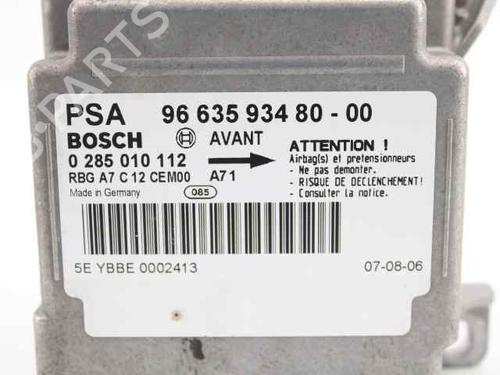 PSA 96 635 934 80 - 00
BOSCH AVANT
0 285 010 112
RBG A7 C 12 CEM00 A71
Made in Germany 085
ATTENTION !
Airbag(s) et pretensionneurs
- Ne pas demonter.
- RISQUE DE DECLENCHEMENT!
- Consulter la notice.
5E YBBE 0002413
07-08-06